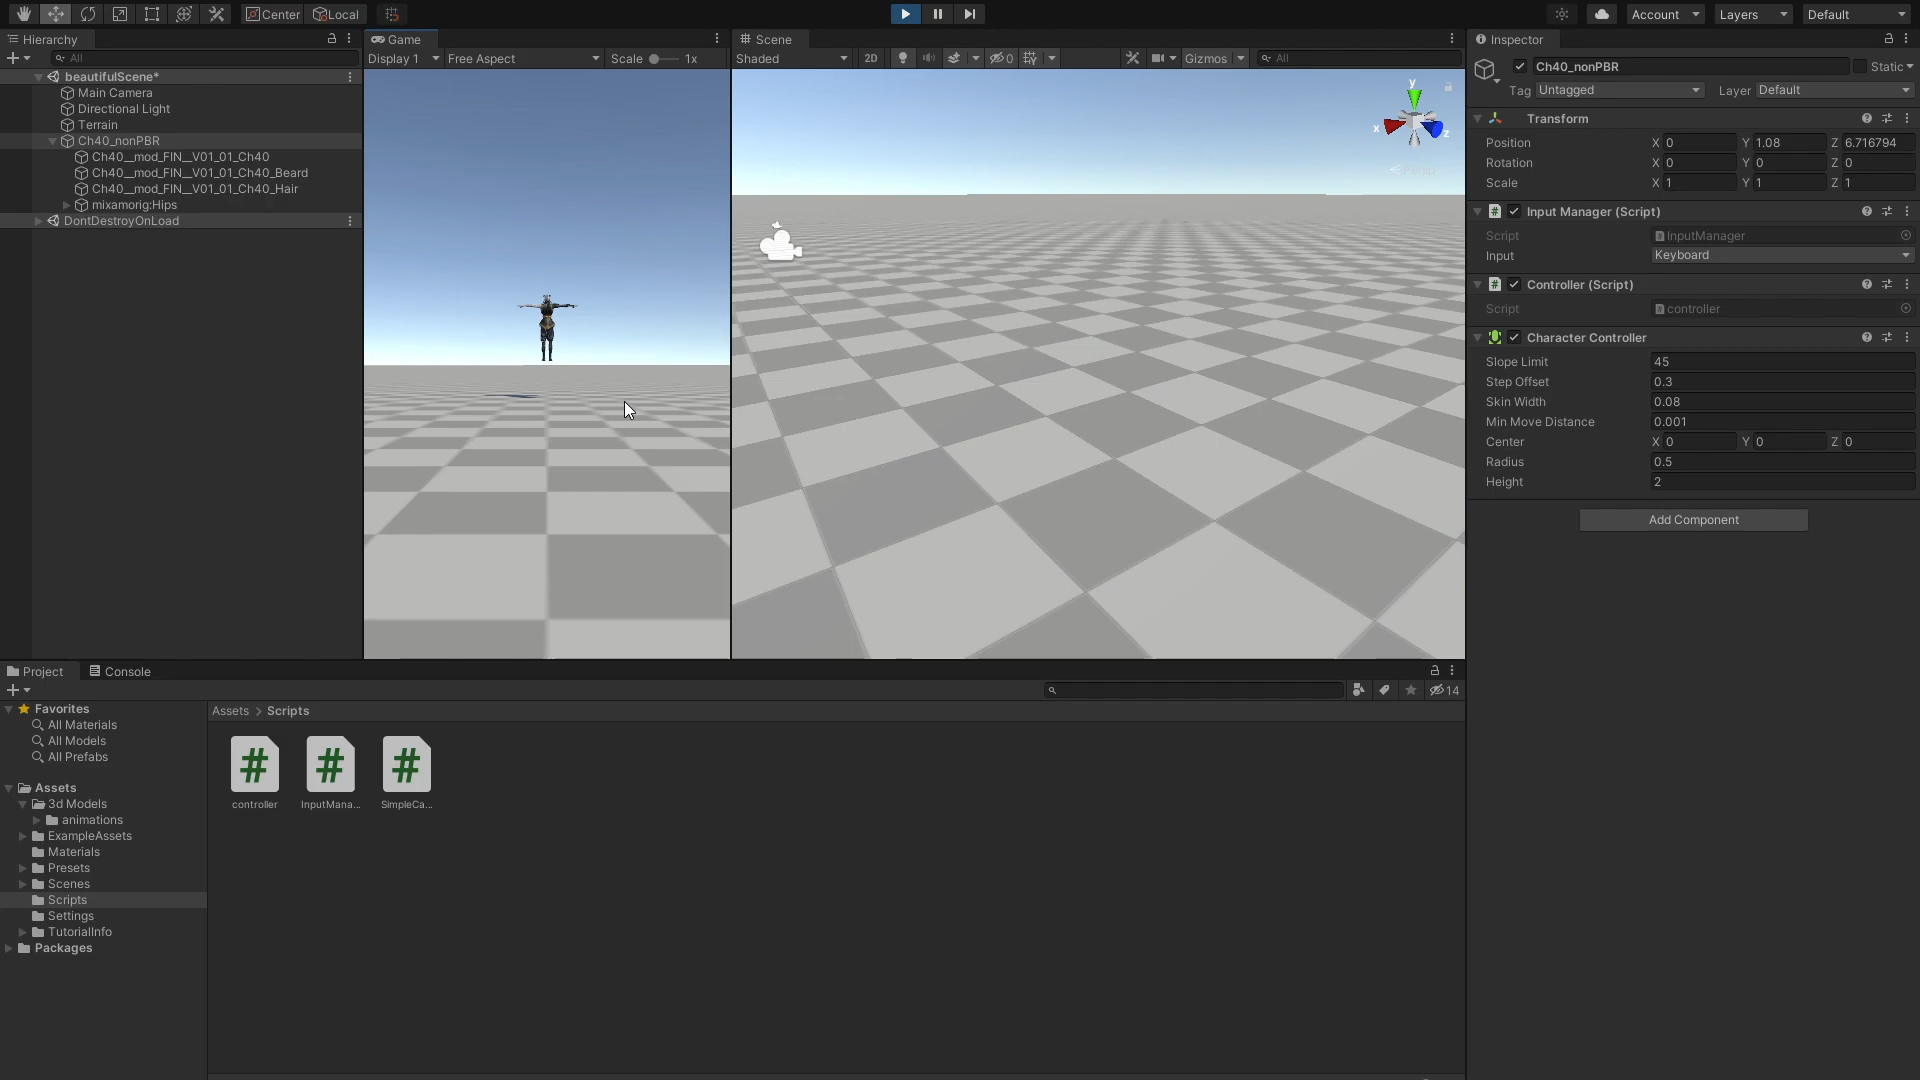 Center
Local
Account
Layers
Default
Hierarchy
All
beautifulScene*
Main Camera
Directional Light
Terrain
Ch40_nonPBR
Ch40__mod_FIN__V01_01_Ch40
Ch40__mod_FIN__V01_01_Ch40_Beard
Ch40__mod_FIN__V01_01_Ch40_Hair
mixamorig:Hips
DontDestroyOnLoad
Game
Display 1
Free Aspect
Scale
1x
Scene
Shaded
2D
0
Gizmos
All
y
x
z
Persp
Inspector
Ch40_nonPBR
Static
Tag
Untagged
Layer
Default
Transform
Position X 0 Y 1.08 Z 6.716794
Rotation X 0 Y 0 Z 0
Scale X 1 Y 1 Z 1
Input Manager (Script)
Script InputManager
Input Keyboard
Controller (Script)
Script controller
Character Controller
Slope Limit 45
Step Offset 0.3
Skin Width 0.08
Min Move Distance 0.001
Center X 0 Y 0 Z 0
Radius 0.5
Height 2
Add Component
Project
Console
14
Favorites
All Materials
All Models
All Prefabs
Assets
3d Models
animations
ExampleAssets
Materials
Presets
Scenes
Scripts
Settings
TutorialInfo
Packages
Assets > Scripts
controller
InputMana...
SimpleCa...